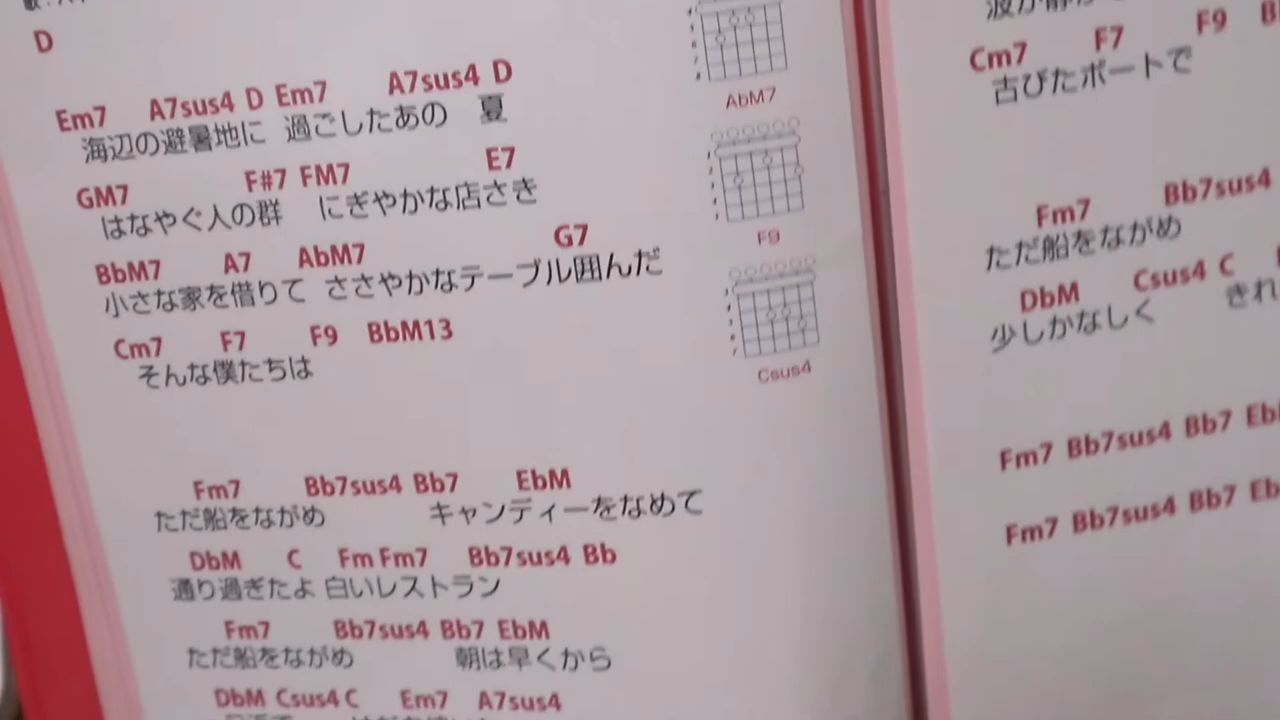 D
Em7 A7sus4 D Em7 A7sus4 D
海辺の避暑地に 過ごしたあの 夏
GM7 F#7 FM7 E7
はなやぐ人の群 にぎやかな店さき
BbM7 A7 AbM7 G7
小さな家を借りて ささやかなテーブル囲んだ
Cm7 F7 F9 BbM13
そんな僕たちは
Fm7 Bb7sus4 Bb7 EbM
ただ船をながめ キャンディーをなめて
DbM C Fm Fm7 Bb7sus4 Bb
通り過ぎたよ 白いレストラン
Fm7 Bb7sus4 Bb7 EbM
ただ船をながめ 朝は早くから
DbM Csus4 C Em7 A7sus4
AbM7
F9
Csus4
Cm7 F7 F9
古びたボートで
Fm7 Bb7sus4
ただ船をながめ
DbM Csus4 C
少しかなしく きれ
Fm7 Bb7sus4 Bb7 Eb
Fm7 Bb7sus4 Bb7 Eb